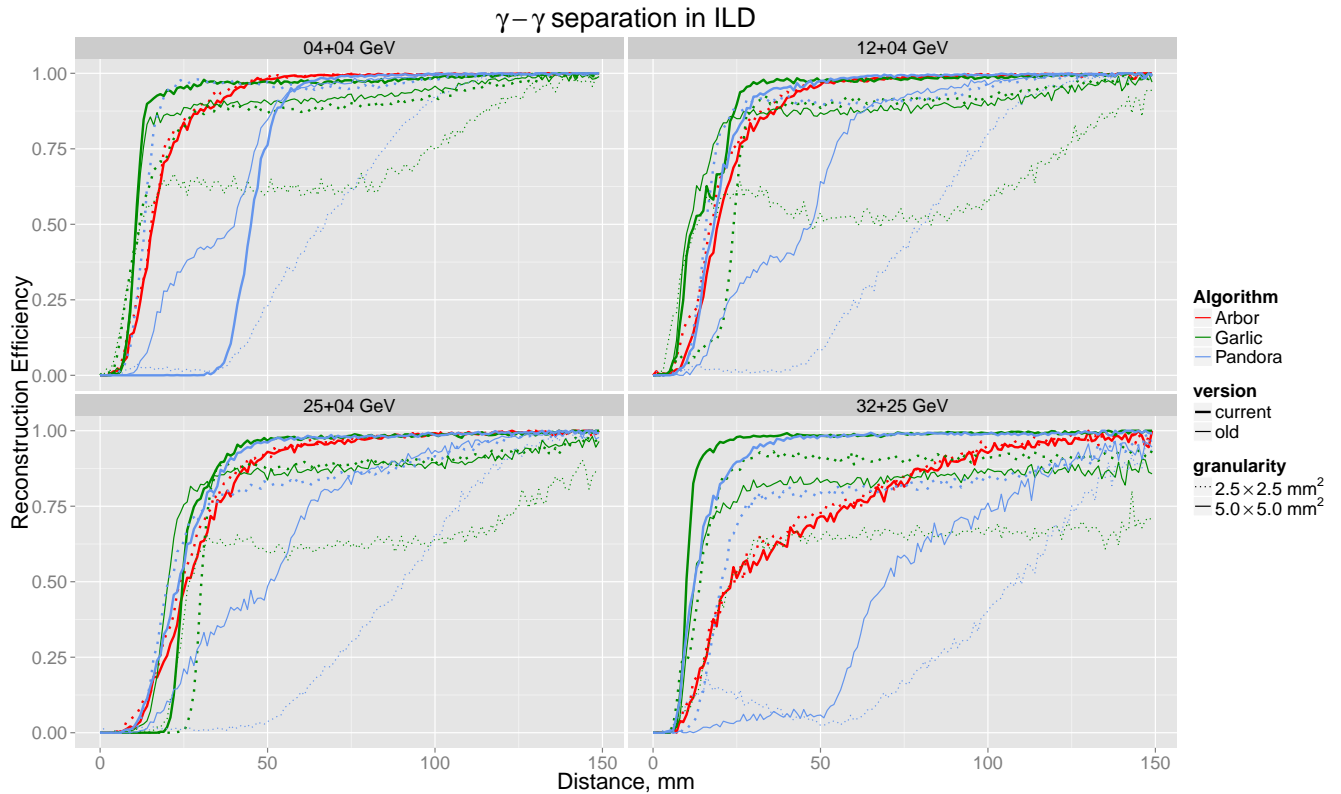 γ−γ separation in ILD
04+04 GeV
12+04 GeV
1.00
0.75
0.50
0.25
0.00
25+04 GeV
32+25 GeV
1.00
0.75
0.50
0.25
0.00
0 50 100 150
0 50 100 150
Distance, mm
Reconstruction Efficiency
Algorithm
Arbor
Garlic
Pandora
version
current
old
granularity
2.5×2.5 mm²
5.0×5.0 mm²